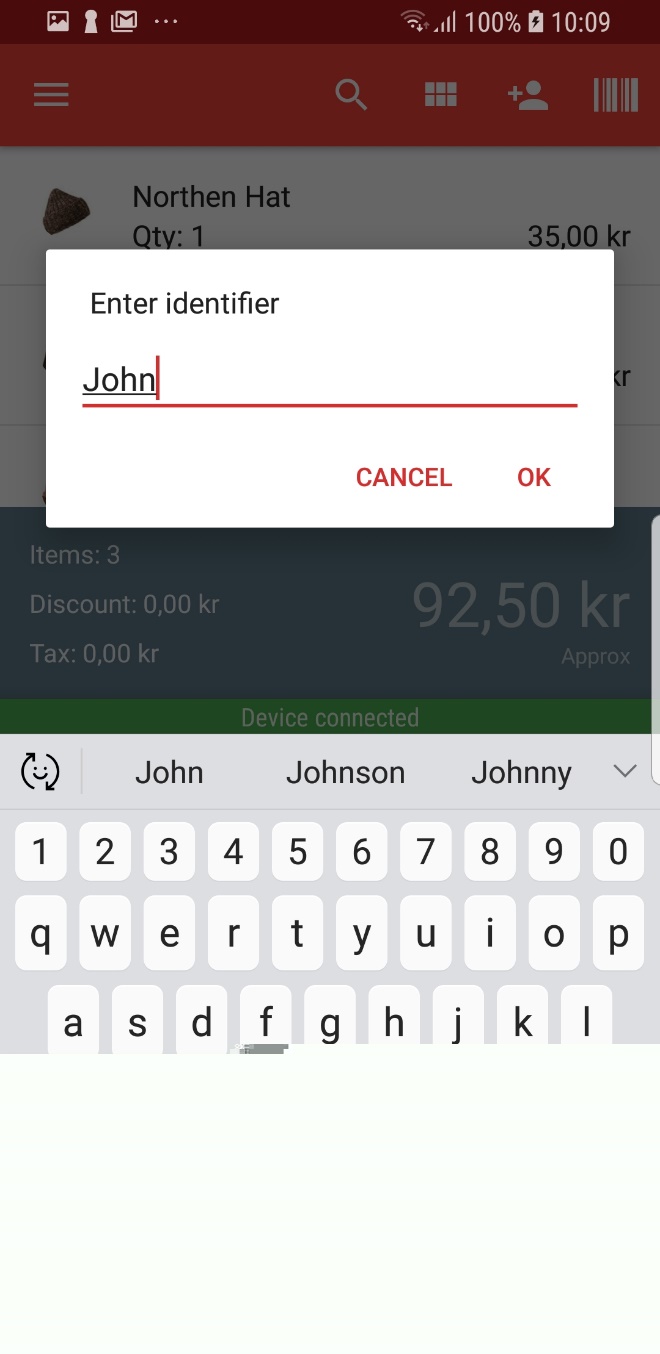 100% 10:09
Northen Hat
Qty: 1 35,00 kr
Enter identifier
kr
John
CANCEL OK
Items: 3
Discount: 0,00 kr 92,50 kr
Tax: 0,00 kr Approx
Device connected
John Johnson Johnny
1 2 3 4 5 6 7 8 9 0
q w e r t y u i o p
a s d f g h j k l